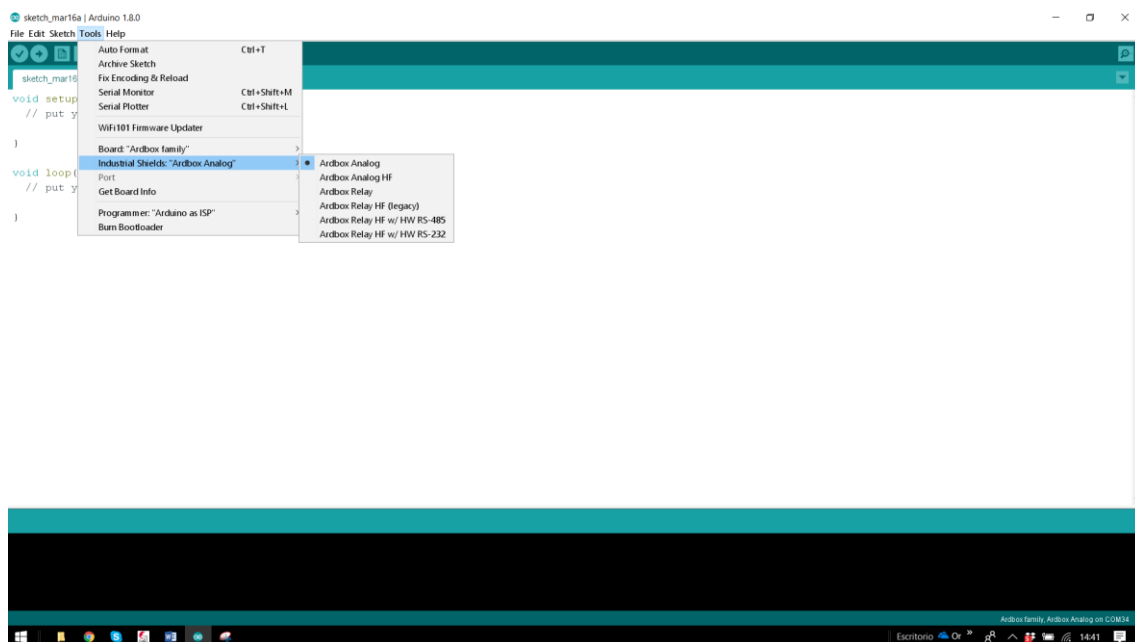 sketch_mar16a | Arduino 1.8.0
File Edit Sketch Tools Help
Auto Format Ctrl+T
Archive Sketch
sketch_mar16
Fix Encoding & Reload
Serial Monitor Ctrl+Shift+M
Serial Plotter Ctrl+Shift+L
WiFi101 Firmware Updater
Board: "Ardbox family"
Industrial Shields: "Ardbox Analog"
Port
Get Board Info
Programmer: "Arduino as ISP"
Burn Bootloader
Ardbox Analog
Ardbox Analog HF
Ardbox Relay
Ardbox Relay HF (legacy)
Ardbox Relay HF w/ HW RS-485
Ardbox Relay HF w/ HW RS-232
void setup
// put y
}
void loop(
// put y
}
Ardbox family, Ardbox Analog on COM34
Escritorio Or » 14:41